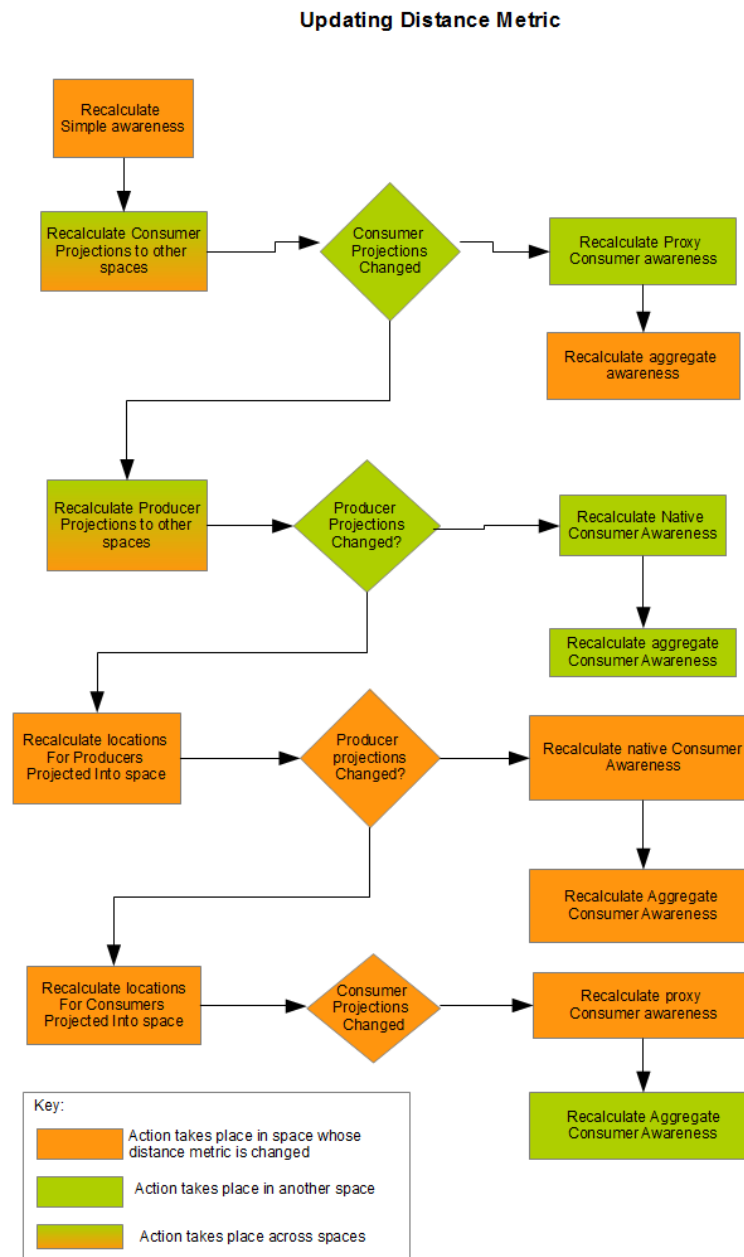 Updating Distance Metric
Recalculate
Simple awareness
Recalculate Consumer
Projections to other
spaces
Consumer
Projections
Changed
Recalculate Proxy
Consumer awareness
Recalculate aggregate
awareness
Recalculate Producer
Projections to other
spaces
Producer
Projections
Changed?
Recalculate Native
Consumer Awareness
Recalculate aggregate
Consumer Awareness
Recalculate locations
For Producers
Projected Into space
Producer
projections
Changed?
Recalculate native Consumer
Awareness
Recalculate Aggregate
Consumer Awareness
Recalculate locations
For Consumers
Projected Into space
Consumer
Projections
Changed
Recalculate proxy
Consumer awareness
Recalculate Aggregate
Consumer Awareness
Key:
Action takes place in space whose
distance metric is changed
Action takes place in another space
Action takes place across spaces